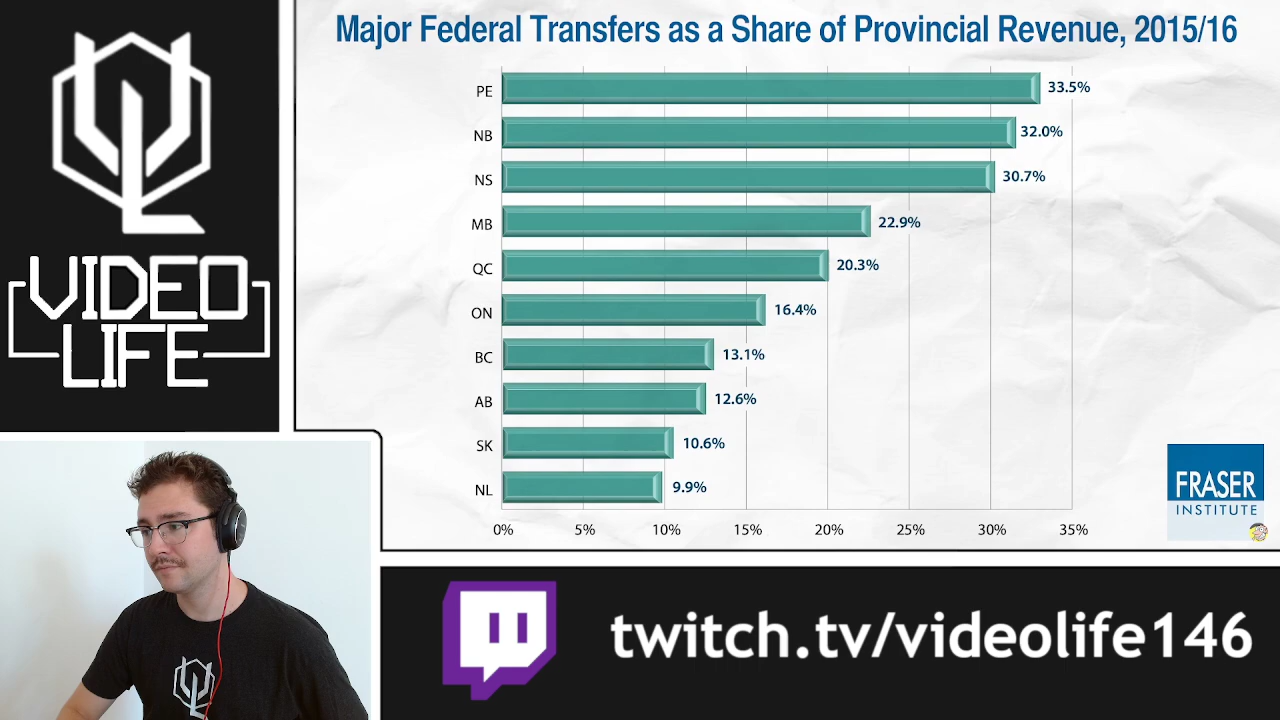 Major Federal Transfers as a Share of Provincial Revenue, 2015/16
PE 33.5%
NB 32.0%
NS 30.7%
MB 22.9%
QC 20.3%
ON 16.4%
BC 13.1%
AB 12.6%
SK 10.6%
NL 9.9%
0% 5% 10% 15% 20% 25% 30% 35%
FRASER
INSTITUTE
VIDEO
LIFE
twitch.tv/videolife146